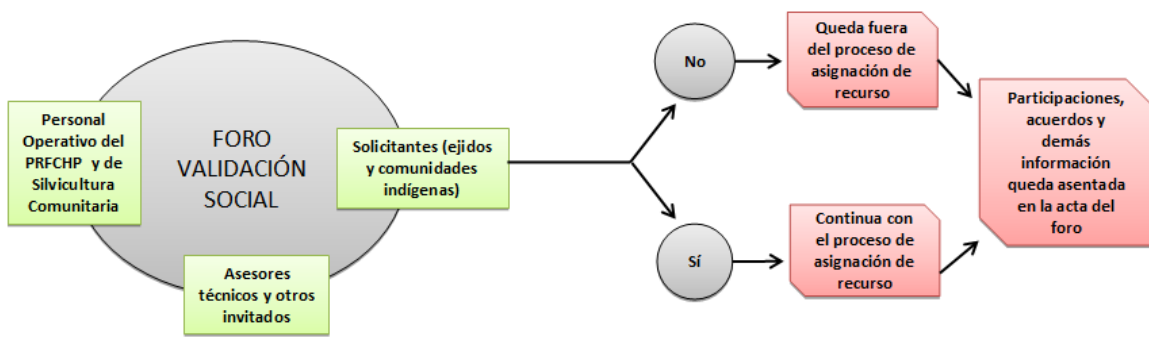 Personal
Operativo del
PRFCHP y de
Silvicultura
Comunitaria
FORO
VALIDACIÓN
SOCIAL
Solicitantes (ejidos
y comunidades
indígenas)
Asesores
técnicos y otros
invitados
No
Queda fuera
del proceso de
asignación de
recurso
Sí
Continua con
el proceso de
asignación de
recurso
Participaciones,
acuerdos y
demás
información
queda asentada
en la acta del
foro